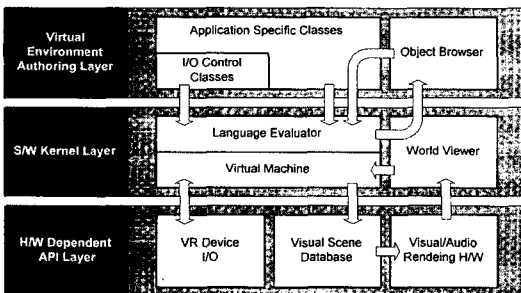 Virtual
Environment
Authoring Layer
Application Specific Classes
I/O Control
Classes
Object Browser
S/W Kernel Layer
Language Evaluator
Virtual Machine
World Viewer
H/W Dependent
API Layer
VR Device
I/O
Visual Scene
Database
Visual/Audio
Rendeing H/W